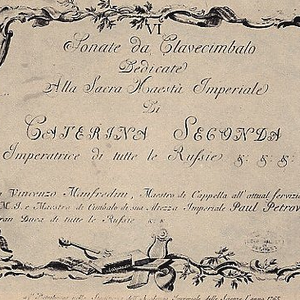 VI
Sonate da Clavecimbalo
Dedicate
Alla Sacra Maestà Imperiale
Di
CATERINA SECONDA
Imperatrice di tutte le Rußie &. &. &.
Vincenzo Manfredini, Maestro di Cappella all' attual servizio
M. I. e Maestro di Cimbalo di sua Altezza Imperiale Paul Petrov
ran Duca di tutte le Rußie & &